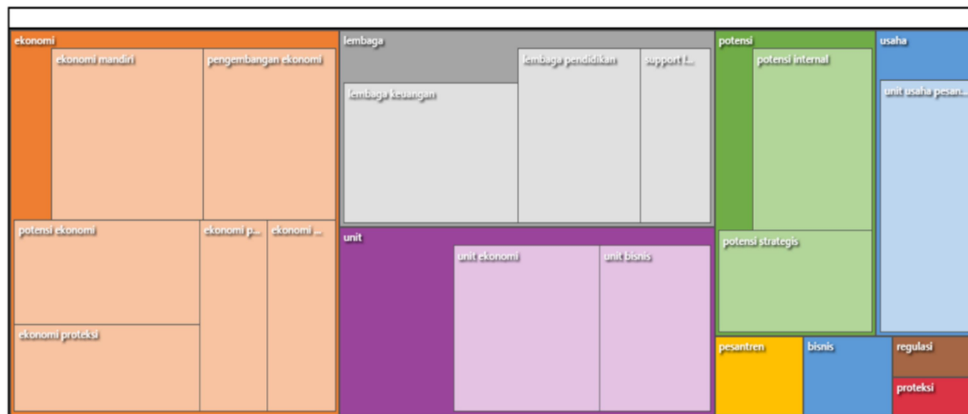 ekonomi
ekonomi mandiri
pengembangan ekonomi
potensi ekonomi
ekonomi p...
ekonomi ...
ekonomi proteksi
lembaga
lembaga keuangan
lembaga pendidikan
support l...
unit
unit ekonomi
unit bisnis
potensi
potensi internal
potensi strategis
usaha
unit usaha pesan...
pesantren
bisnis
regulasi
proteksi